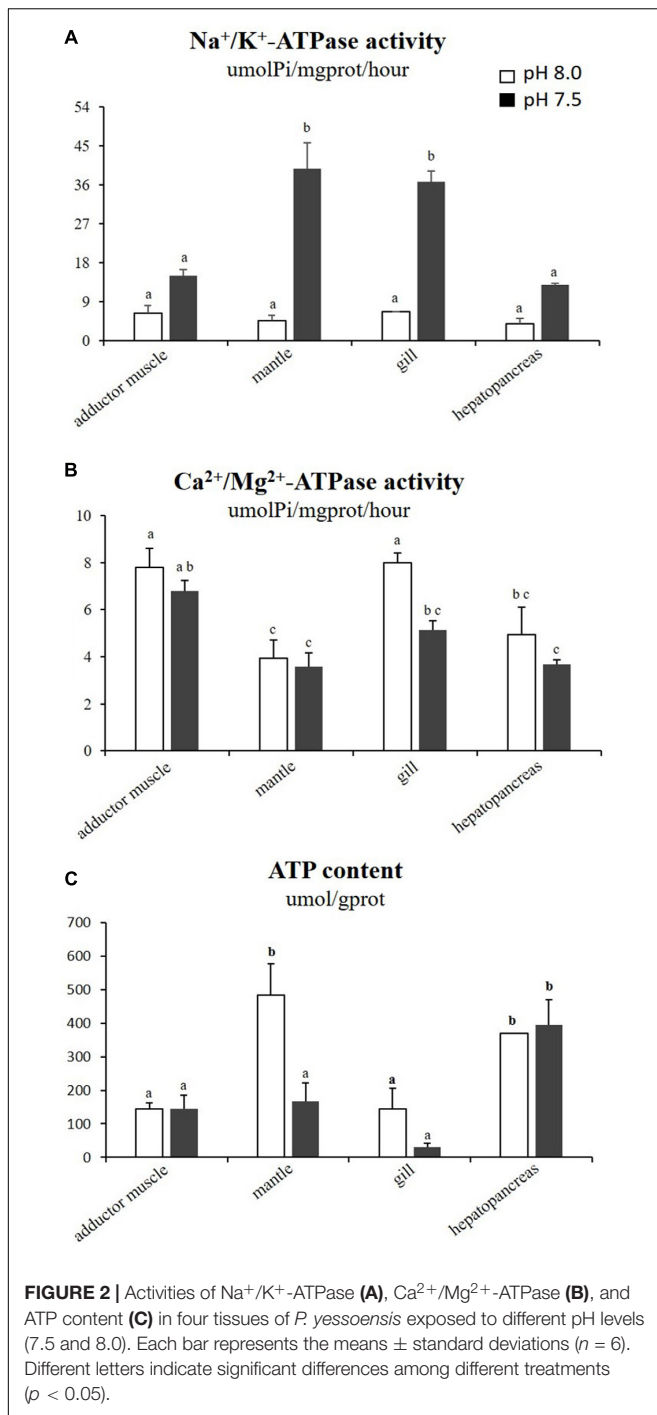 A
Na⁺/K⁺-ATPase activity
umolPi/mgprot/hour
pH 8.0
pH 7.5
54
45
36
27
18
9
0
a a a b a b a a
adductor muscle mantle gill hepatopancreas
B
Ca²⁺/Mg²⁺-ATPase activity
umolPi/mgprot/hour
10
8
6
4
2
0
a a b c c a b c b c c
adductor muscle mantle gill hepatopancreas
C
ATP content
umol/gprot
700
600
500
400
300
200
100
0
a a b a a a b b
adductor muscle mantle gill hepatopancreas
FIGURE 2 | Activities of Na⁺/K⁺-ATPase (A), Ca²⁺/Mg²⁺-ATPase (B), and
ATP content (C) in four tissues of P. yessoensis exposed to different pH levels
(7.5 and 8.0). Each bar represents the means ± standard deviations (n = 6).
Different letters indicate significant differences among different treatments
(p < 0.05).